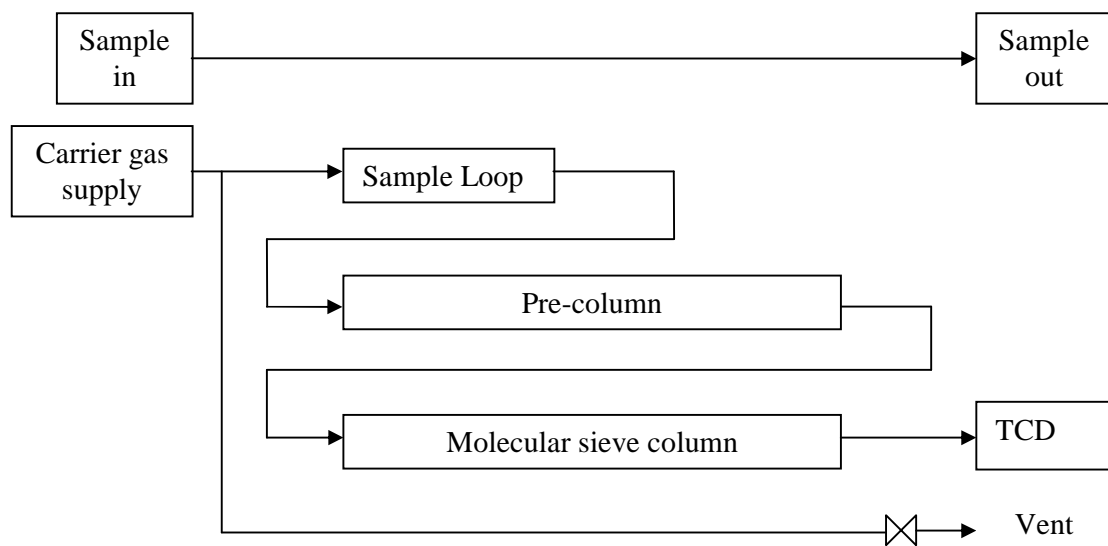 Sample
in
Sample
out
Carrier gas
supply
Sample Loop
Pre-column
Molecular sieve column
TCD
Vent